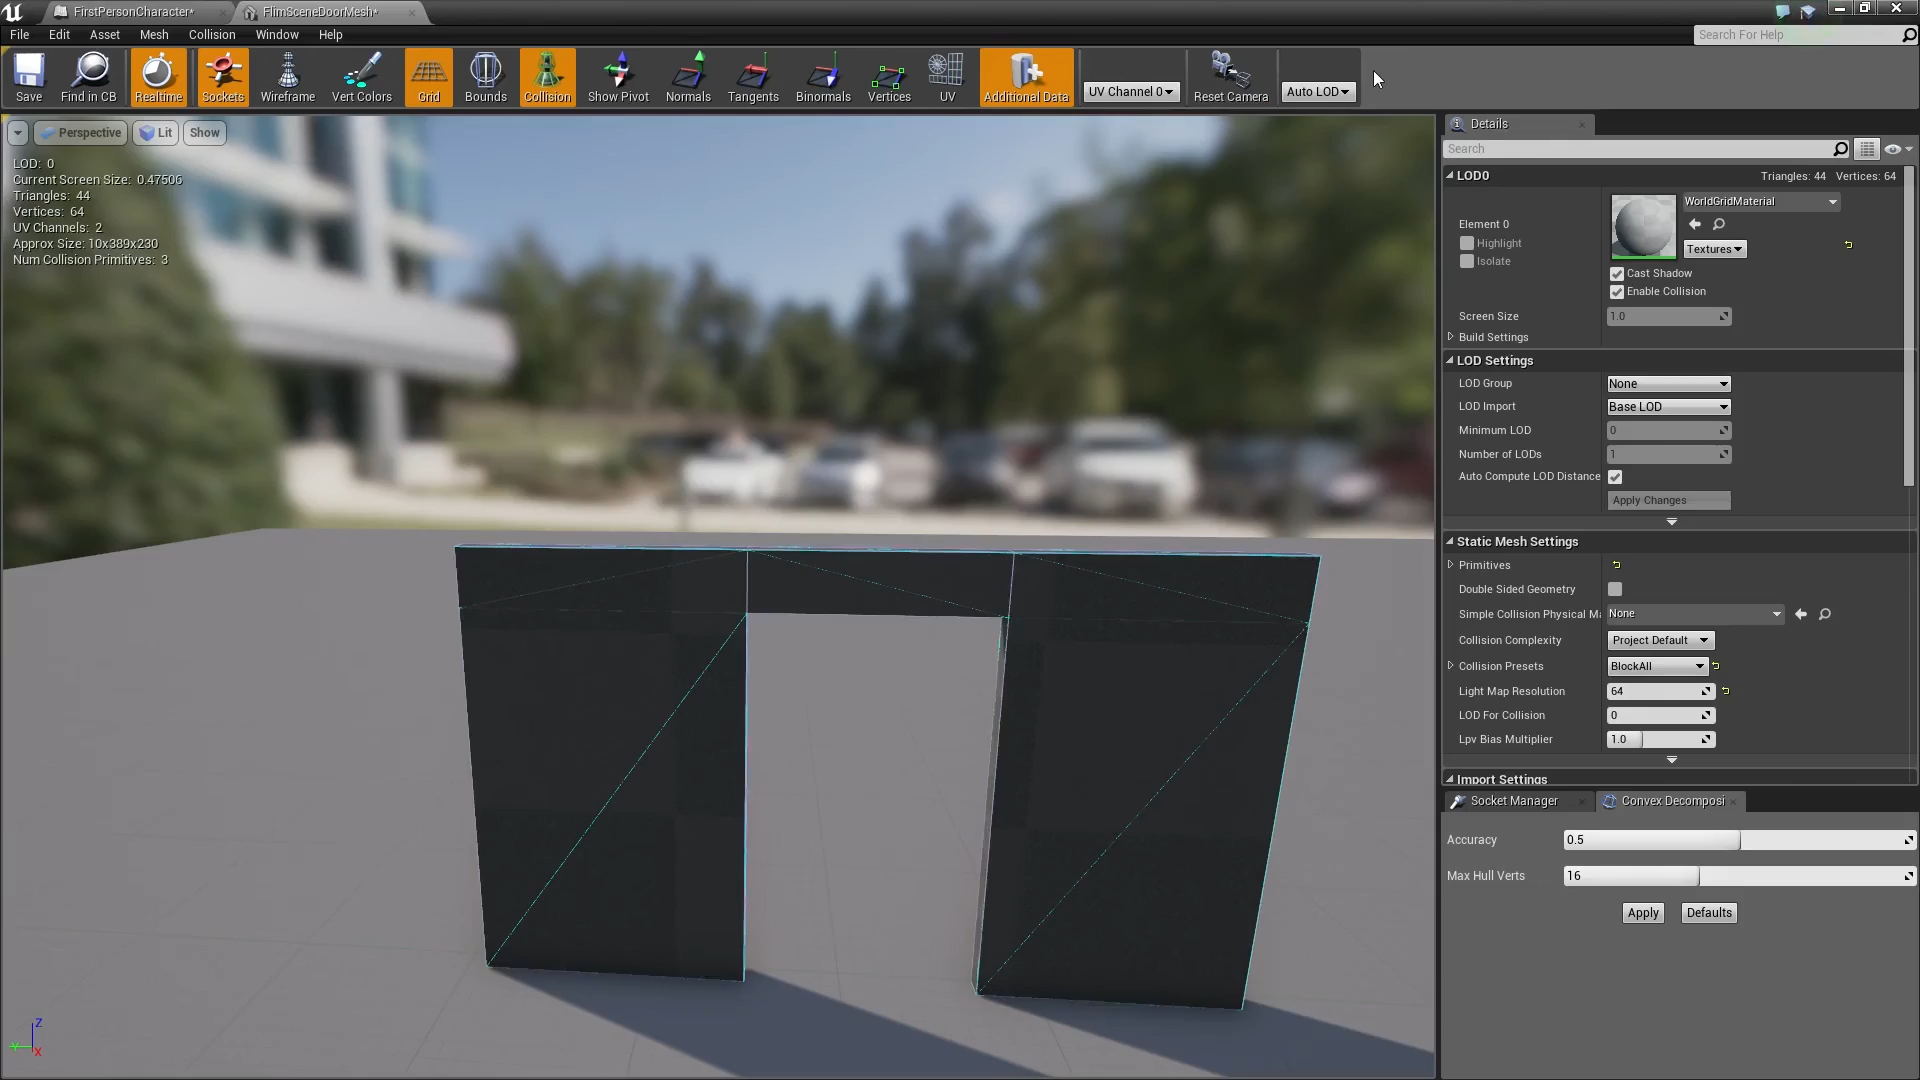 FirstPersonCharacter*
FlimSceneDoorMesh*
File Edit Asset Mesh Collision Window Help
Search For Help
Save Find in CB Realtime Sockets Wireframe Vert Colors Grid Bounds Collision Show Pivot Normals Tangents Binormals Vertices UV Additional Data UV Channel 0 Reset Camera Auto LOD
Perspective Lit Show
LOD: 0
Current Screen Size: 0.47506
Triangles: 44
Vertices: 64
UV Channels: 2
Approx Size: 10x389x230
Num Collision Primitives: 3
Z
Y
X
Details
Search
LOD0 Triangles: 44 Vertices: 64
WorldGridMaterial
Element 0
Highlight
Isolate
Textures
Cast Shadow
Enable Collision
Screen Size 1.0
Build Settings
LOD Settings
LOD Group None
LOD Import Base LOD
Minimum LOD 0
Number of LODs 1
Auto Compute LOD Distance
Apply Changes
Static Mesh Settings
Primitives
Double Sided Geometry
Simple Collision Physical Ma None
Collision Complexity Project Default
Collision Presets BlockAll
Light Map Resolution 64
LOD For Collision 0
Lpv Bias Multiplier 1.0
Import Settings
Socket Manager Convex Decomposi
Accuracy 0.5
Max Hull Verts 16
Apply Defaults